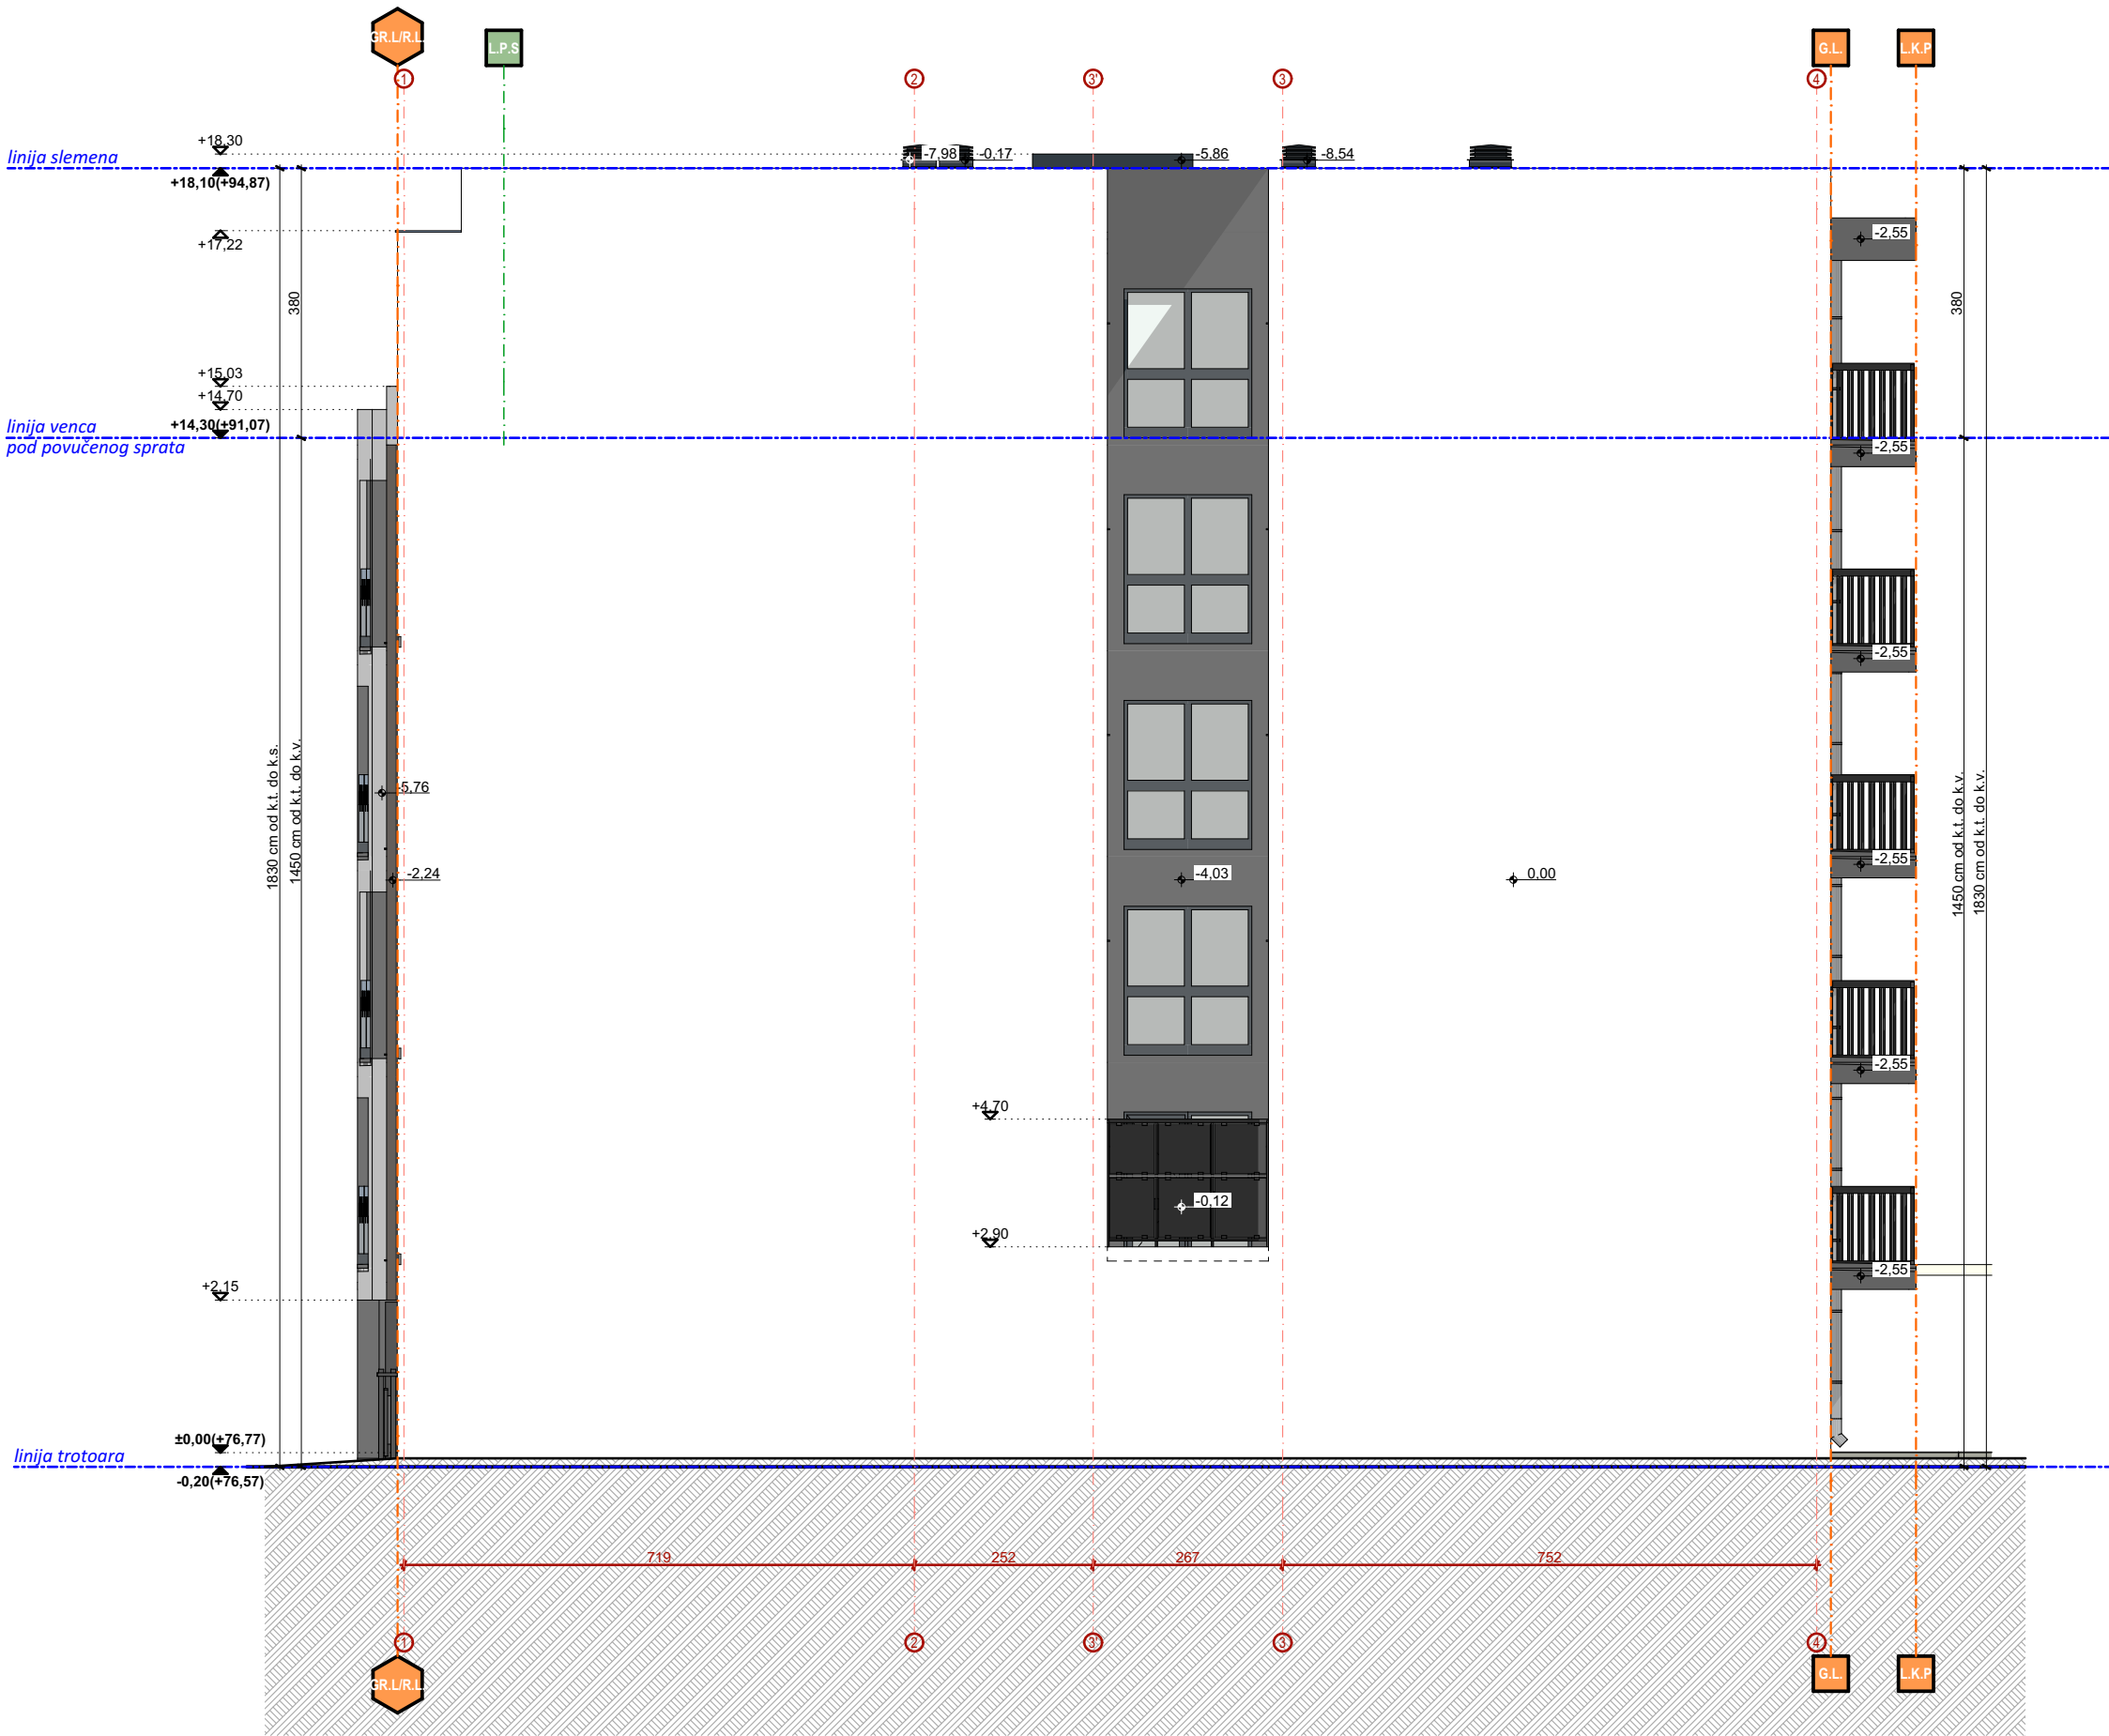 GR.L/R.L.
L.P.S
G.L.
L.K.P
1
2
3'
3
4
+18,30
linija slemena
-7,98
-0,17
-5,86
-8,54
+18,10(+94,87)
+17,22
-2,55
380
380
+15,03
+14,70
+14,30(+91,07)
linija venca
pod povučenog sprata
-2,55
-2,55
1830 cm od k.t. do k.s.
1450 cm od k.t. do k.v.
-5,76
-2,24
-4,03
0,00
-2,55
1450 cm od k.t. do k.v.
1830 cm od k.t. do k.v.
-2,55
+4,70
-0,12
+2,90
-2,55
+2,15
±0,00(+76,77)
linija trotoara
-0,20(+76,57)
719
252
267
752
1
2
3'
3
4
GR.L/R.L.
G.L.
L.K.P